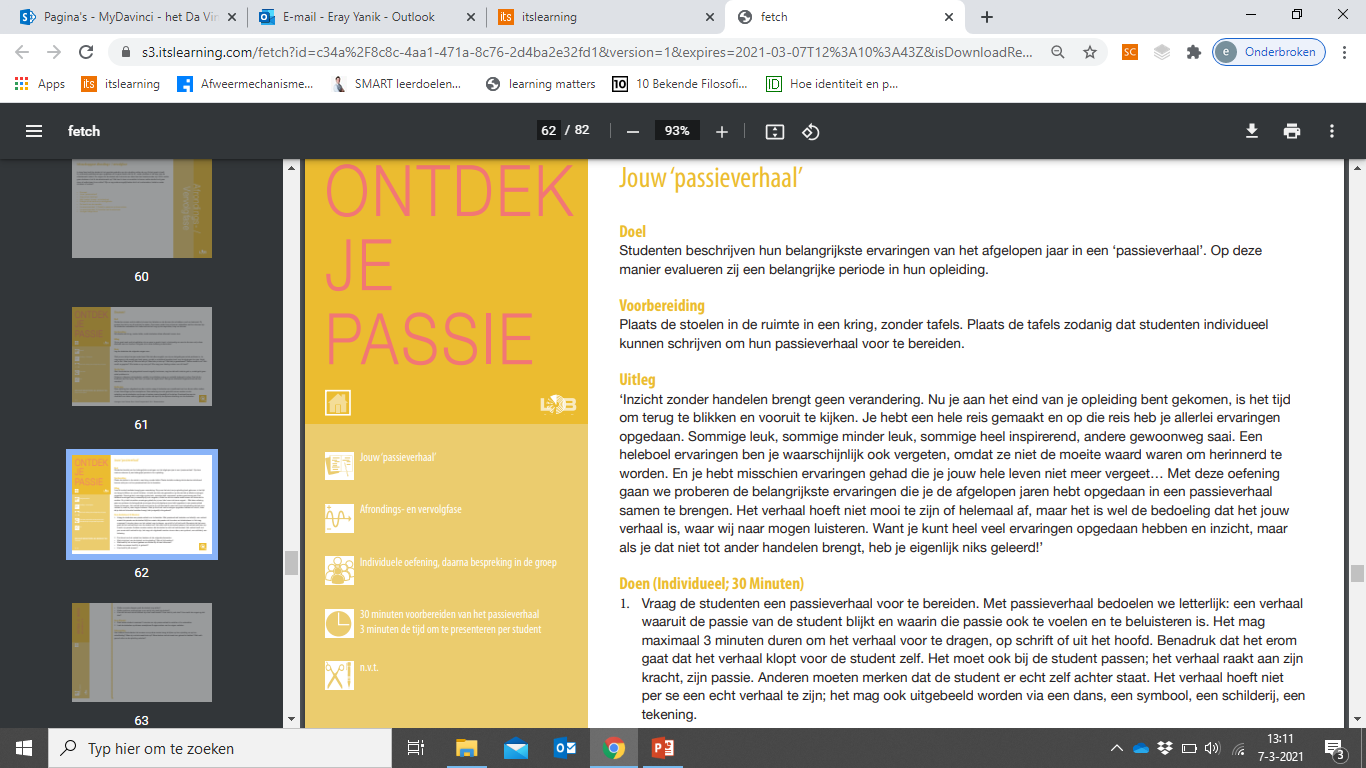 Pagina's - MyDavinci - het Da Vin
E-mail - Eray Yanik - Outlook
itslearning
fetch
s3.itslearning.com/fetch?id=c34a%2F8c8c-4aa1-471a-8c76-2d4ba2e32fd1&version=1&expires=2021-03-07T12%3A10%3A43Z&isDownloadRe...
SC
e Onderbroken
Apps
its itslearning
Afweermechanisme...
SMART leerdoelen...
learning matters
10 10 Bekende Filosofi...
ID Hoe identiteit en p...
fetch
62 / 82
93%
60
61
62
63
ONTDEK
JE
PASSIE
LOB
Jouw 'passieverhaal'
Afrondings- en vervolgfase
Individuele oefening, daarna bespreking in de groep
30 minuten voorbereiden van het passieverhaal
3 minuten de tijd om te presenteren per student
n.v.t.
Jouw 'passieverhaal'
Doel
Studenten beschrijven hun belangrijkste ervaringen van het afgelopen jaar in een 'passieverhaal'. Op deze
manier evalueren zij een belangrijke periode in hun opleiding.
Voorbereiding
Plaats de stoelen in de ruimte in een kring, zonder tafels. Plaats de tafels zodanig dat studenten individueel
kunnen schrijven om hun passieverhaal voor te bereiden.
Uitleg
'Inzicht zonder handelen brengt geen verandering. Nu je aan het eind van je opleiding bent gekomen, is het tijd
om terug te blikken en vooruit te kijken. Je hebt een hele reis gemaakt en op die reis heb je allerlei ervaringen
opgedaan. Sommige leuk, sommige minder leuk, sommige heel inspirerend, andere gewoonweg saai. Een
heleboel ervaringen ben je waarschijnlijk ook vergeten, omdat ze niet de moeite waard waren om herinnerd te
worden. En je hebt misschien ervaringen gehad die je jouw hele leven niet meer vergeet… Met deze oefening
gaan we proberen de belangrijkste ervaringen die je de afgelopen jaren hebt opgedaan in een passieverhaal
samen te brengen. Het verhaal hoeft niet mooi te zijn of helemaal af, maar het is wel de bedoeling dat het jouw
verhaal is, waar wij naar mogen luisteren. Want je kunt heel veel ervaringen opgedaan hebben en inzicht, maar
als je dat niet tot ander handelen brengt, heb je eigenlijk niks geleerd!'
Doen (Individueel; 30 Minuten)
1. Vraag de studenten een passieverhaal voor te bereiden. Met passieverhaal bedoelen we letterlijk: een verhaal
waaruit de passie van de student blijkt en waarin die passie ook te voelen en te beluisteren is. Het mag
maximaal 3 minuten duren om het verhaal voor te dragen, op schrift of uit het hoofd. Benadruk dat het erom
gaat dat het verhaal klopt voor de student zelf. Het moet ook bij de student passen; het verhaal raakt aan zijn
kracht, zijn passie. Anderen moeten merken dat de student er echt zelf achter staat. Het verhaal hoeft niet
per se een echt verhaal te zijn; het mag ook uitgebeeld worden via een dans, een symbool, een schilderij, een
tekening.
Typ hier om te zoeken
13:11
7-3-2021
3